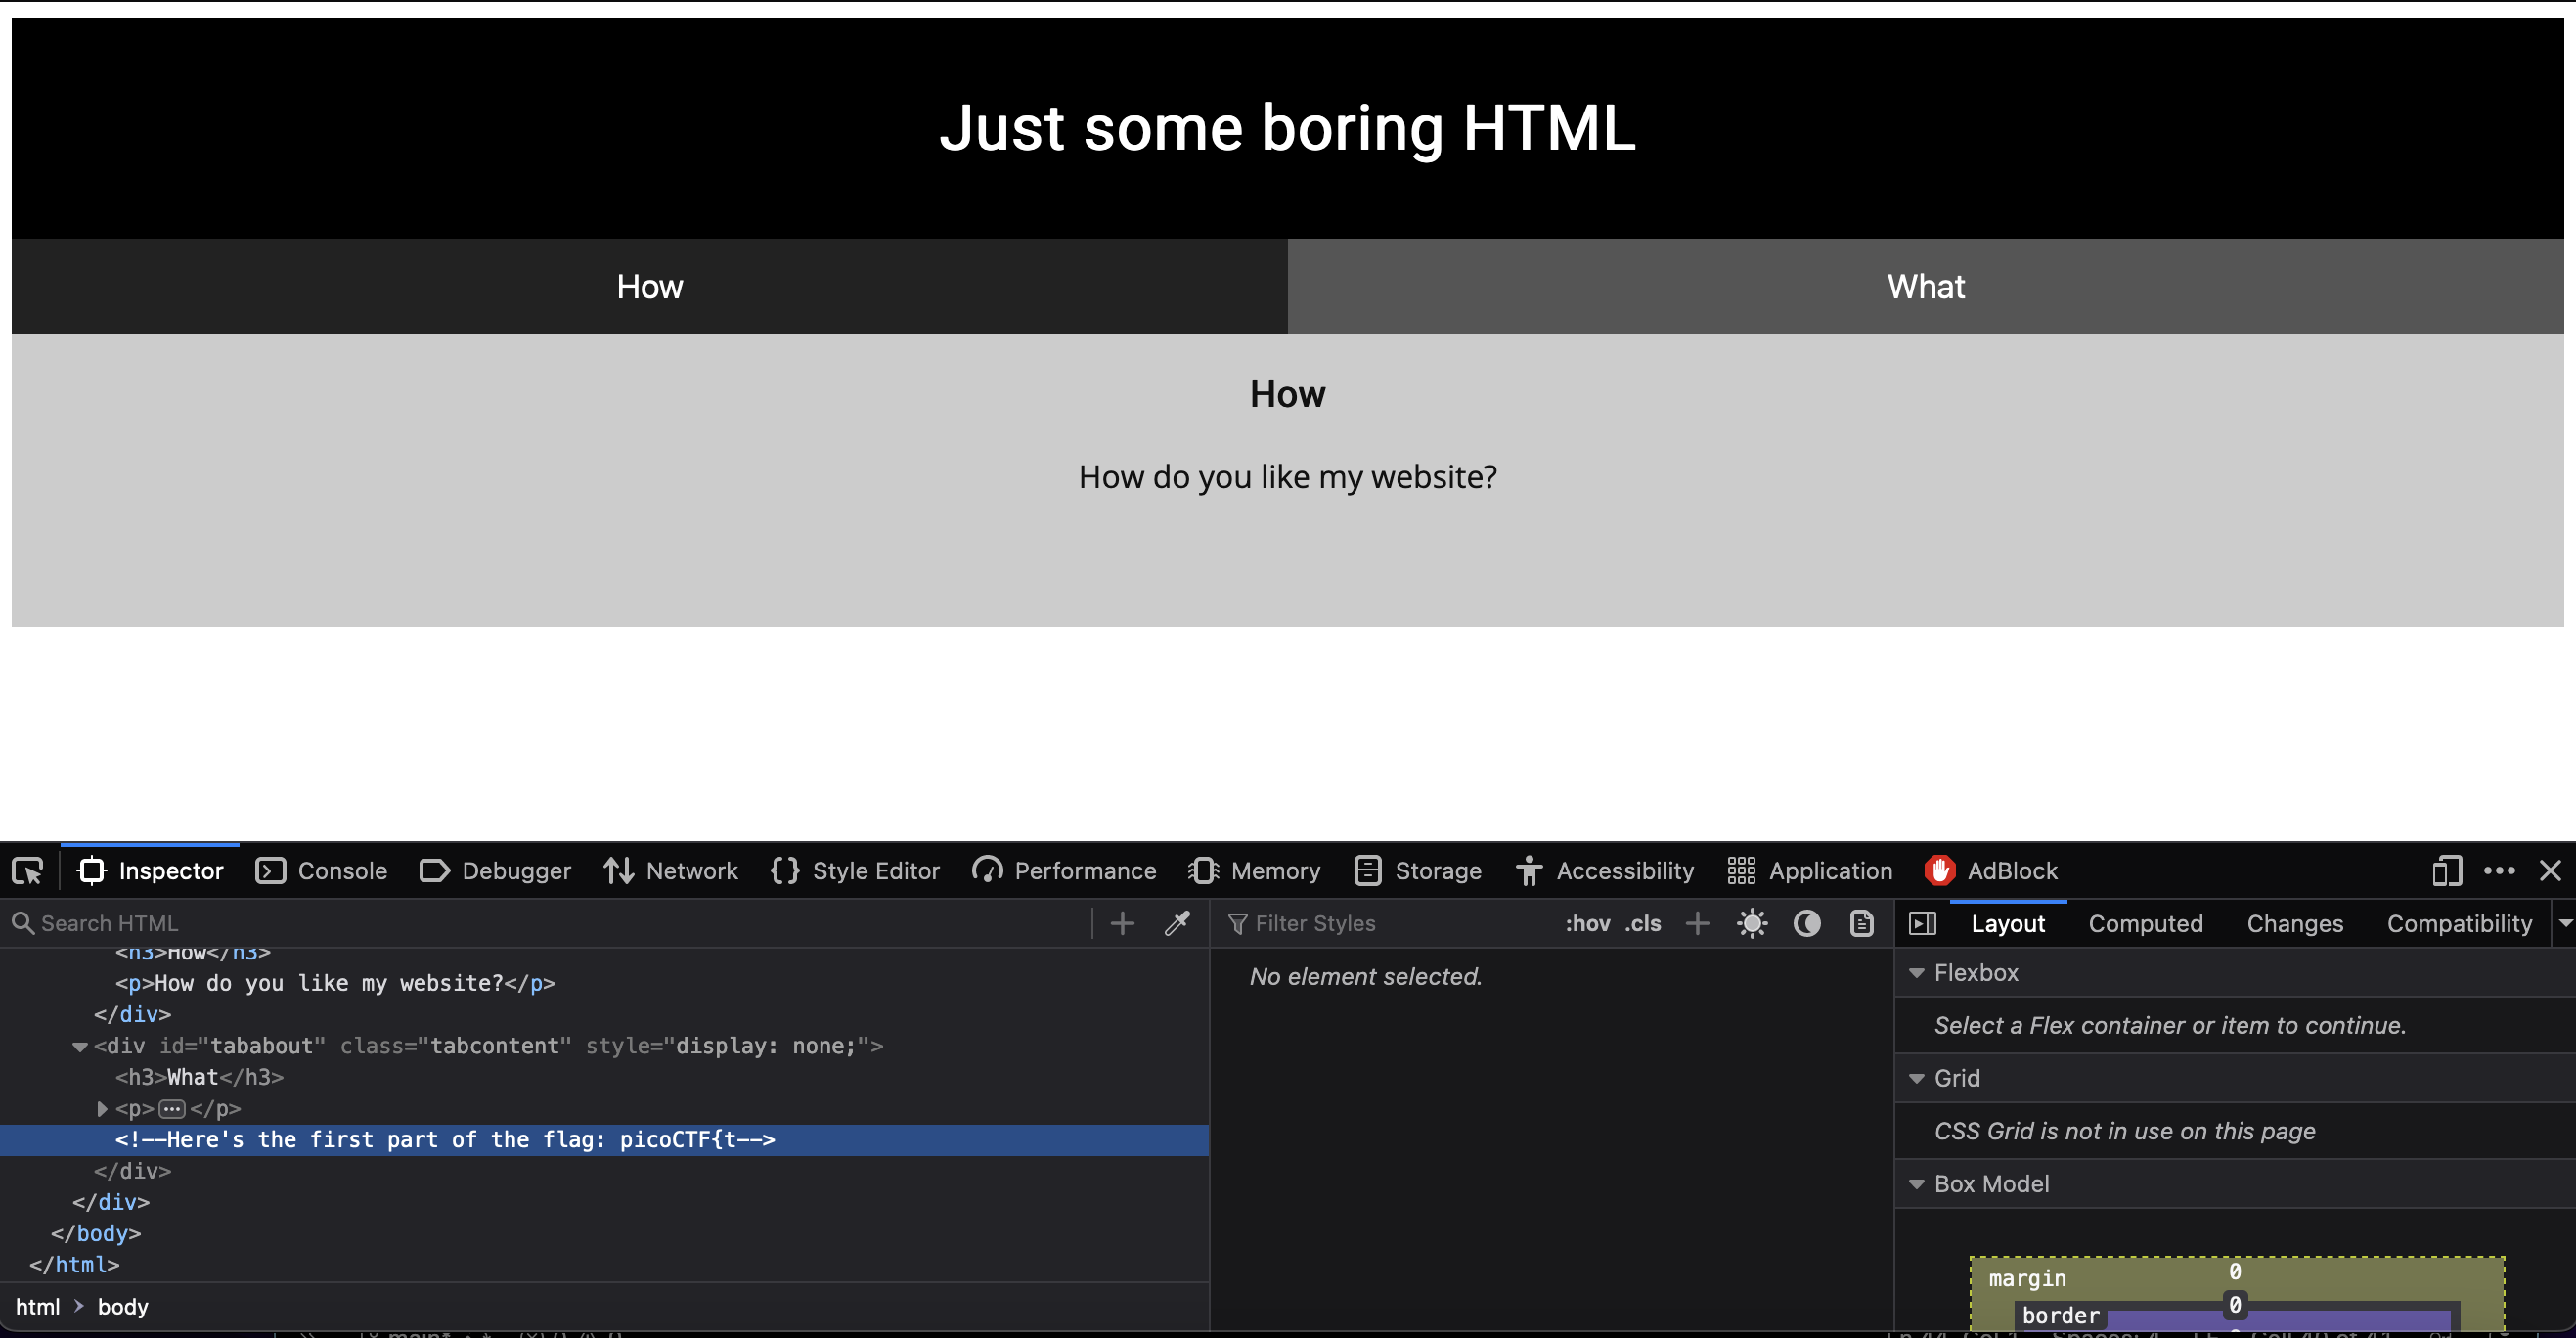 Just some boring HTML
How What
How
How do you like my website?
Inspector Console Debugger Network Style Editor Performance Memory Storage Accessibility Application AdBlock
Search HTML
Filter Styles :hov .cls
Layout Computed Changes Compatibility
<h3>How</h3>
<p>How do you like my website?</p>
</div>
<div id="tababout" class="tabcontent" style="display: none;">
<h3>What</h3>
<p>…</p>
<!--Here's the first part of the flag: picoCTF{t-->
</div>
</div>
</body>
</html>
html > body
No element selected.
Flexbox
Select a Flex container or item to continue.
Grid
CSS Grid is not in use on this page
Box Model
margin 0
border 0